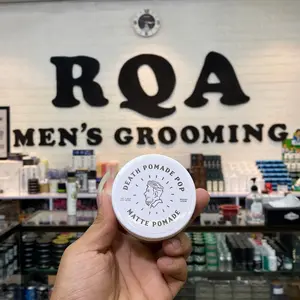 RQA
MEN'S GROOMING
DEATH POMADE POP
MATTE POMADE